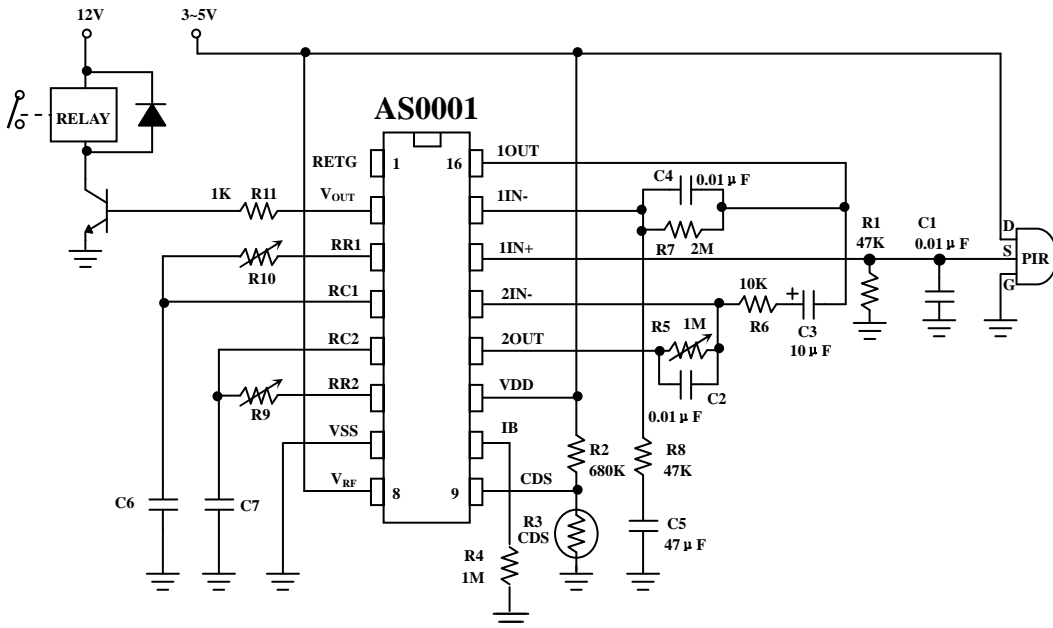 12V
3~5V
AS0001
RELAY
RETG
1
16
1OUT
C4
0.01μF
1K
R11
VOUT
1IN-
R7
2M
R1
47K
C1
0.01μF
D
S
G
PIR
R10
RR1
1IN+
RC1
2IN-
10K
R6
+
C3
10μF
RC2
2OUT
R5
1M
R9
RR2
VDD
C2
0.01μF
VSS
IB
R2
680K
R8
47K
VRF
8
9
CDS
C6
C7
R3
CDS
C5
47μF
R4
1M